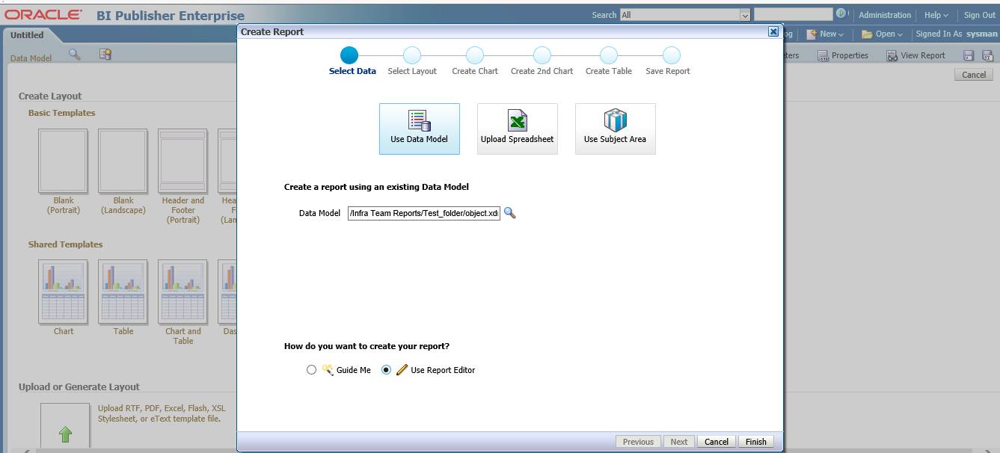 ORACLE BI Publisher Enterprise
Search All Administration Help Sign Out
Untitled
New Open Signed In As sysman
Data Model
Properties View Report
Cancel
Create Layout
Basic Templates
Blank
(Portrait)
Blank
(Landscape)
Header and
Footer
(Portrait)
Shared Templates
Chart
Table
Chart and
Table
Upload or Generate Layout
Upload RTF, PDF, Excel, Flash, XSL
Stylesheet, or eText template file.
Create Report
Select Data Select Layout Create Chart Create 2nd Chart Create Table Save Report
Use Data Model Upload Spreadsheet Use Subject Area
Create a report using an existing Data Model
Data Model /Infra Team Reports/Test_folder/object.xd
How do you want to create your report?
Guide Me Use Report Editor
Previous Next Cancel Finish